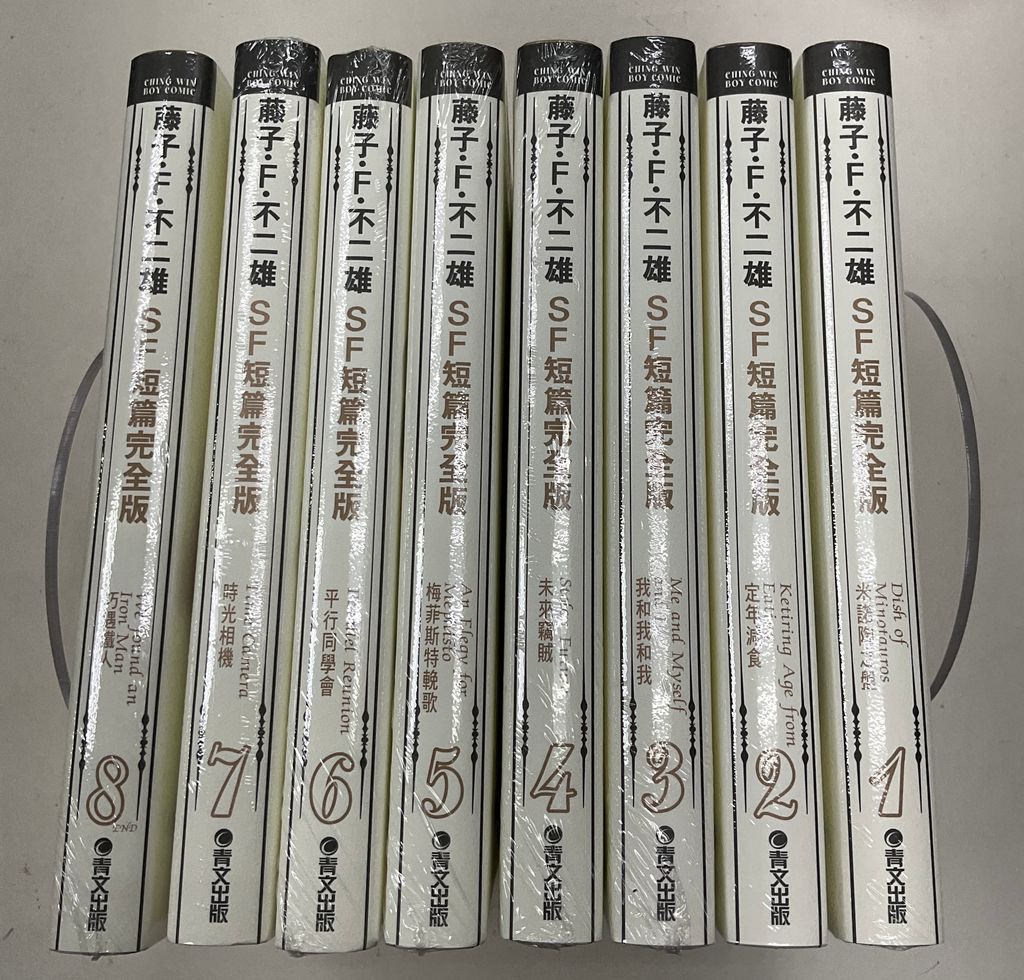 CHING WIN
BOY COMIC
藤子・F・不二雄
SF短篇完全版
Dish of
Minotauros
1
青文出版
CHING WIN
BOY COMIC
藤子・F・不二雄
SF短篇完全版
Age from
定年減食
2
青文出版
CHING WIN
BOY COMIC
藤子・F・不二雄
SF短篇完全版
Me and Myself
我和我和我
3
青文出版
CHING WIN
BOY COMIC
藤子・F・不二雄
SF短篇完全版
未來竊賊
4
青文出版
CHING WIN
BOY COMIC
藤子・F・不二雄
SF短篇完全版
An Elegy for
梅菲斯特輓歌
5
青文出版
CHING WIN
BOY COMIC
藤子・F・不二雄
SF短篇完全版
Reunion
平行同學會
6
青文出版
CHING WIN
BOY COMIC
藤子・F・不二雄
SF短篇完全版
Camera
時光相機
7
青文出版
CHING WIN
BOY COMIC
藤子・F・不二雄
SF短篇完全版
We Found an
Iron Man
巧遇鐵人
8
END
青文出版